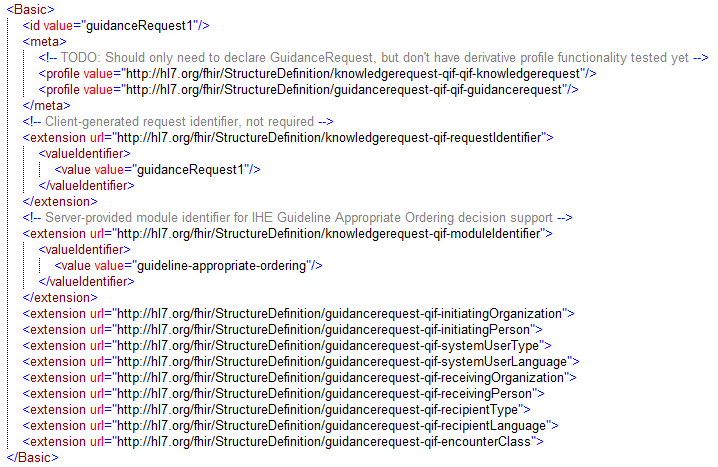 <Basic>
<id value="guidanceRequest1"/>
<meta>
<!-- TODO: Should only need to declare GuidanceRequest, but don't have derivative profile functionality tested yet -->
<profile value="http://hl7.org/fhir/StructureDefinition/knowledgerequest-qif-qif-knowledgerequest"/>
<profile value="http://hl7.org/fhir/StructureDefinition/guidancerequest-qif-qif-guidancerequest"/>
</meta>
<!-- Client-generated request identifier, not required -->
<extension url="http://hl7.org/fhir/StructureDefinition/knowledgerequest-qif-requestIdentifier">
<valueIdentifier>
<value value="guidanceRequest1"/>
</valueIdentifier>
</extension>
<!-- Server-provided module identifier for IHE Guideline Appropriate Ordering decision support -->
<extension url="http://hl7.org/fhir/StructureDefinition/knowledgerequest-qif-moduleIdentifier">
<valueIdentifier>
<value value="guideline-appropriate-ordering"/>
</valueIdentifier>
</extension>
<extension url="http://hl7.org/fhir/StructureDefinition/guidancerequest-qif-initiatingOrganization">
<extension url="http://hl7.org/fhir/StructureDefinition/guidancerequest-qif-initiatingPerson">
<extension url="http://hl7.org/fhir/StructureDefinition/guidancerequest-qif-systemUserType">
<extension url="http://hl7.org/fhir/StructureDefinition/guidancerequest-qif-systemUserLanguage">
<extension url="http://hl7.org/fhir/StructureDefinition/guidancerequest-qif-receivingOrganization">
<extension url="http://hl7.org/fhir/StructureDefinition/guidancerequest-qif-receivingPerson">
<extension url="http://hl7.org/fhir/StructureDefinition/guidancerequest-qif-recipientType">
<extension url="http://hl7.org/fhir/StructureDefinition/guidancerequest-qif-recipientLanguage">
<extension url="http://hl7.org/fhir/StructureDefinition/guidancerequest-qif-encounterClass">
</Basic>